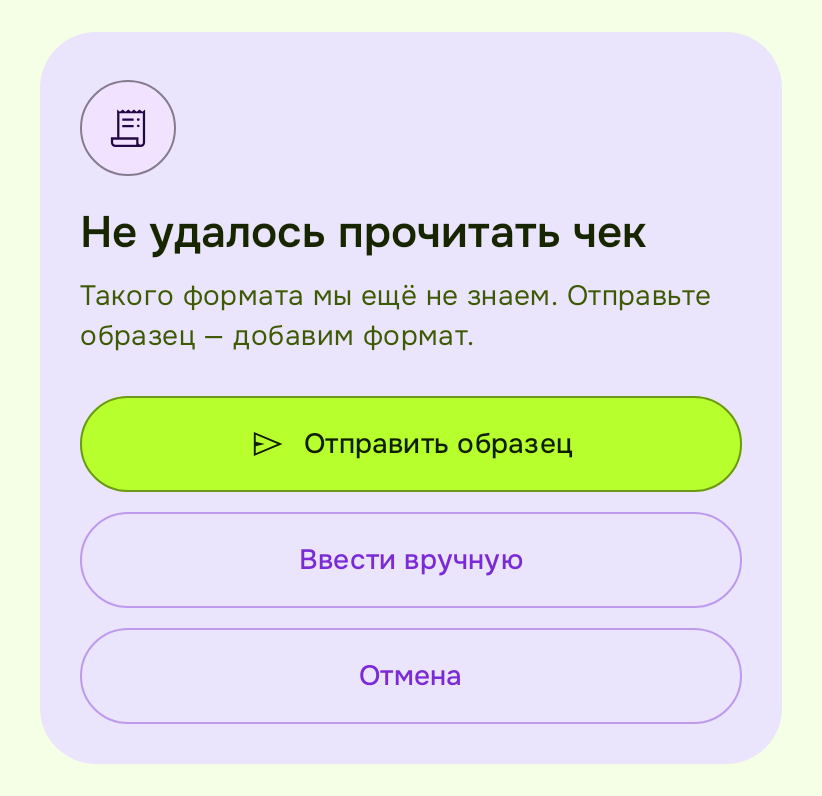 Не удалось прочитать чек
Такого формата мы ещё не знаем. Отправьте
образец — добавим формат.
Отправить образец
Ввести вручную
Отмена